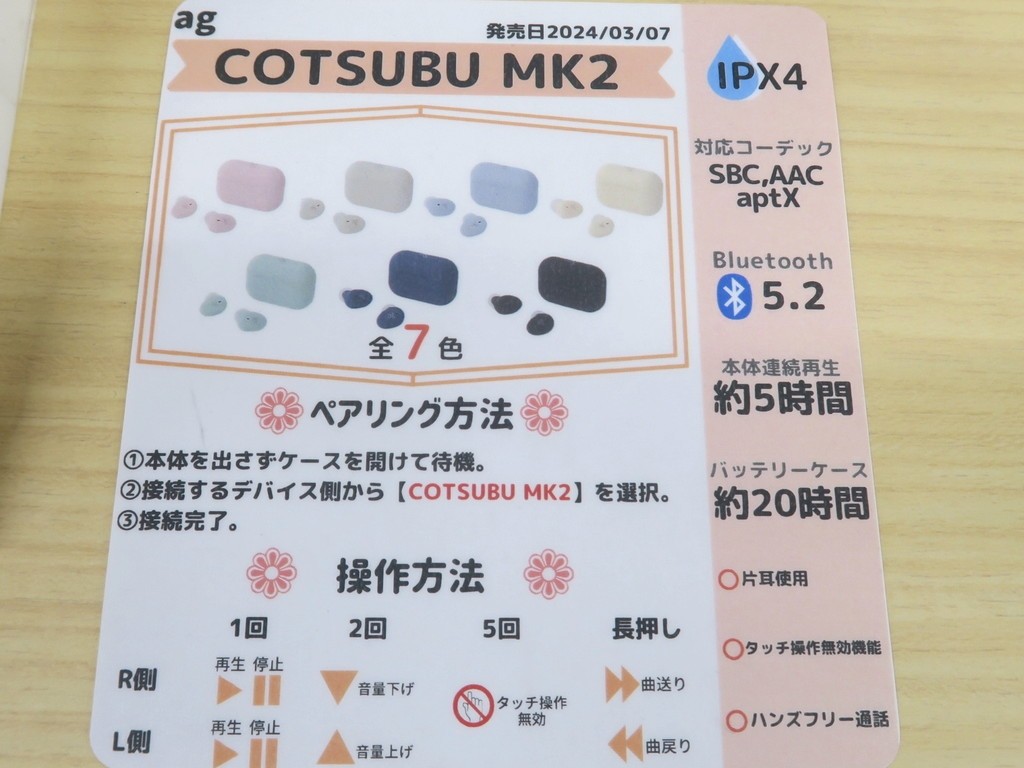 ag
発売日2024/03/07
COTSUBU MK2
全7色
ペアリング方法
①本体を出さずケースを開けて待機。
②接続するデバイス側から【COTSUBU MK2】を選択。
③接続完了。
操作方法
1回 2回 5回 長押し
R側 再生 停止 音量下げ 曲送り
タッチ操作
無効
L側 再生 停止 音量上げ 曲戻り
IPX4
対応コーデック
SBC,AAC
aptX
Bluetooth
5.2
本体連続再生
約5時間
バッテリーケース
約20時間
○片耳使用
○タッチ操作無効機能
○ハンズフリー通話